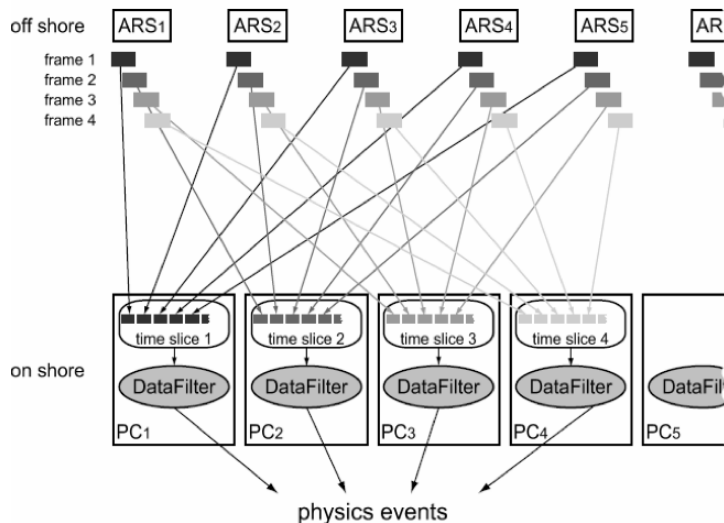 off shore ARS1 ARS2 ARS3 ARS4 ARS5 AR
frame 1
frame 2
frame 3
frame 4
time slice 1 time slice 2 time slice 3 time slice 4
on shore DataFilter DataFilter DataFilter DataFilter DataFil
PC1 PC2 PC3 PC4 PC5
physics events